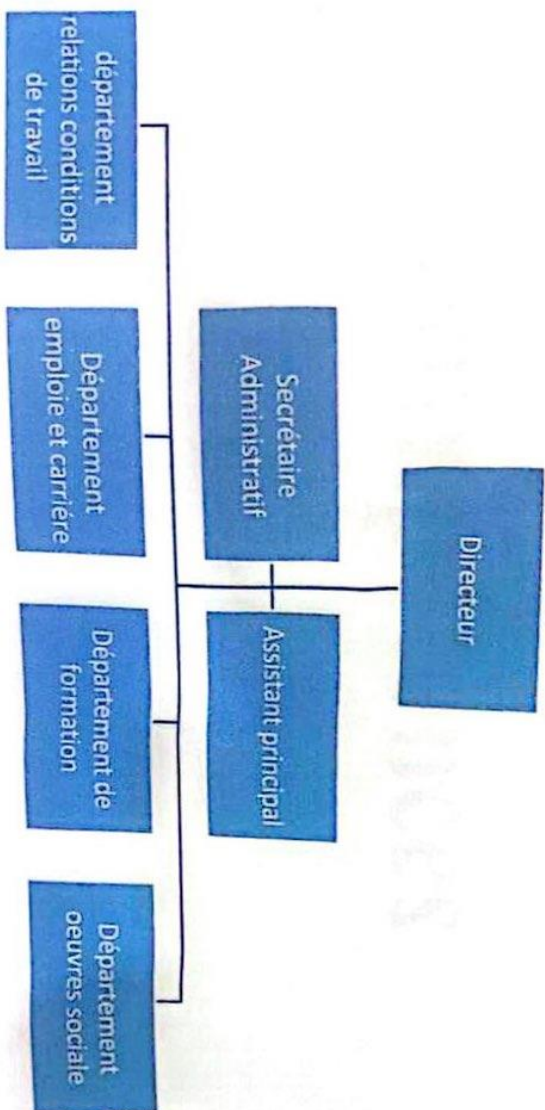 Directeur
Secrétaire
Administratif
Assistant principal
département
relations conditions
de travail
Département
emploie et carriére
Département de
formation
Département
oeuvres sociale